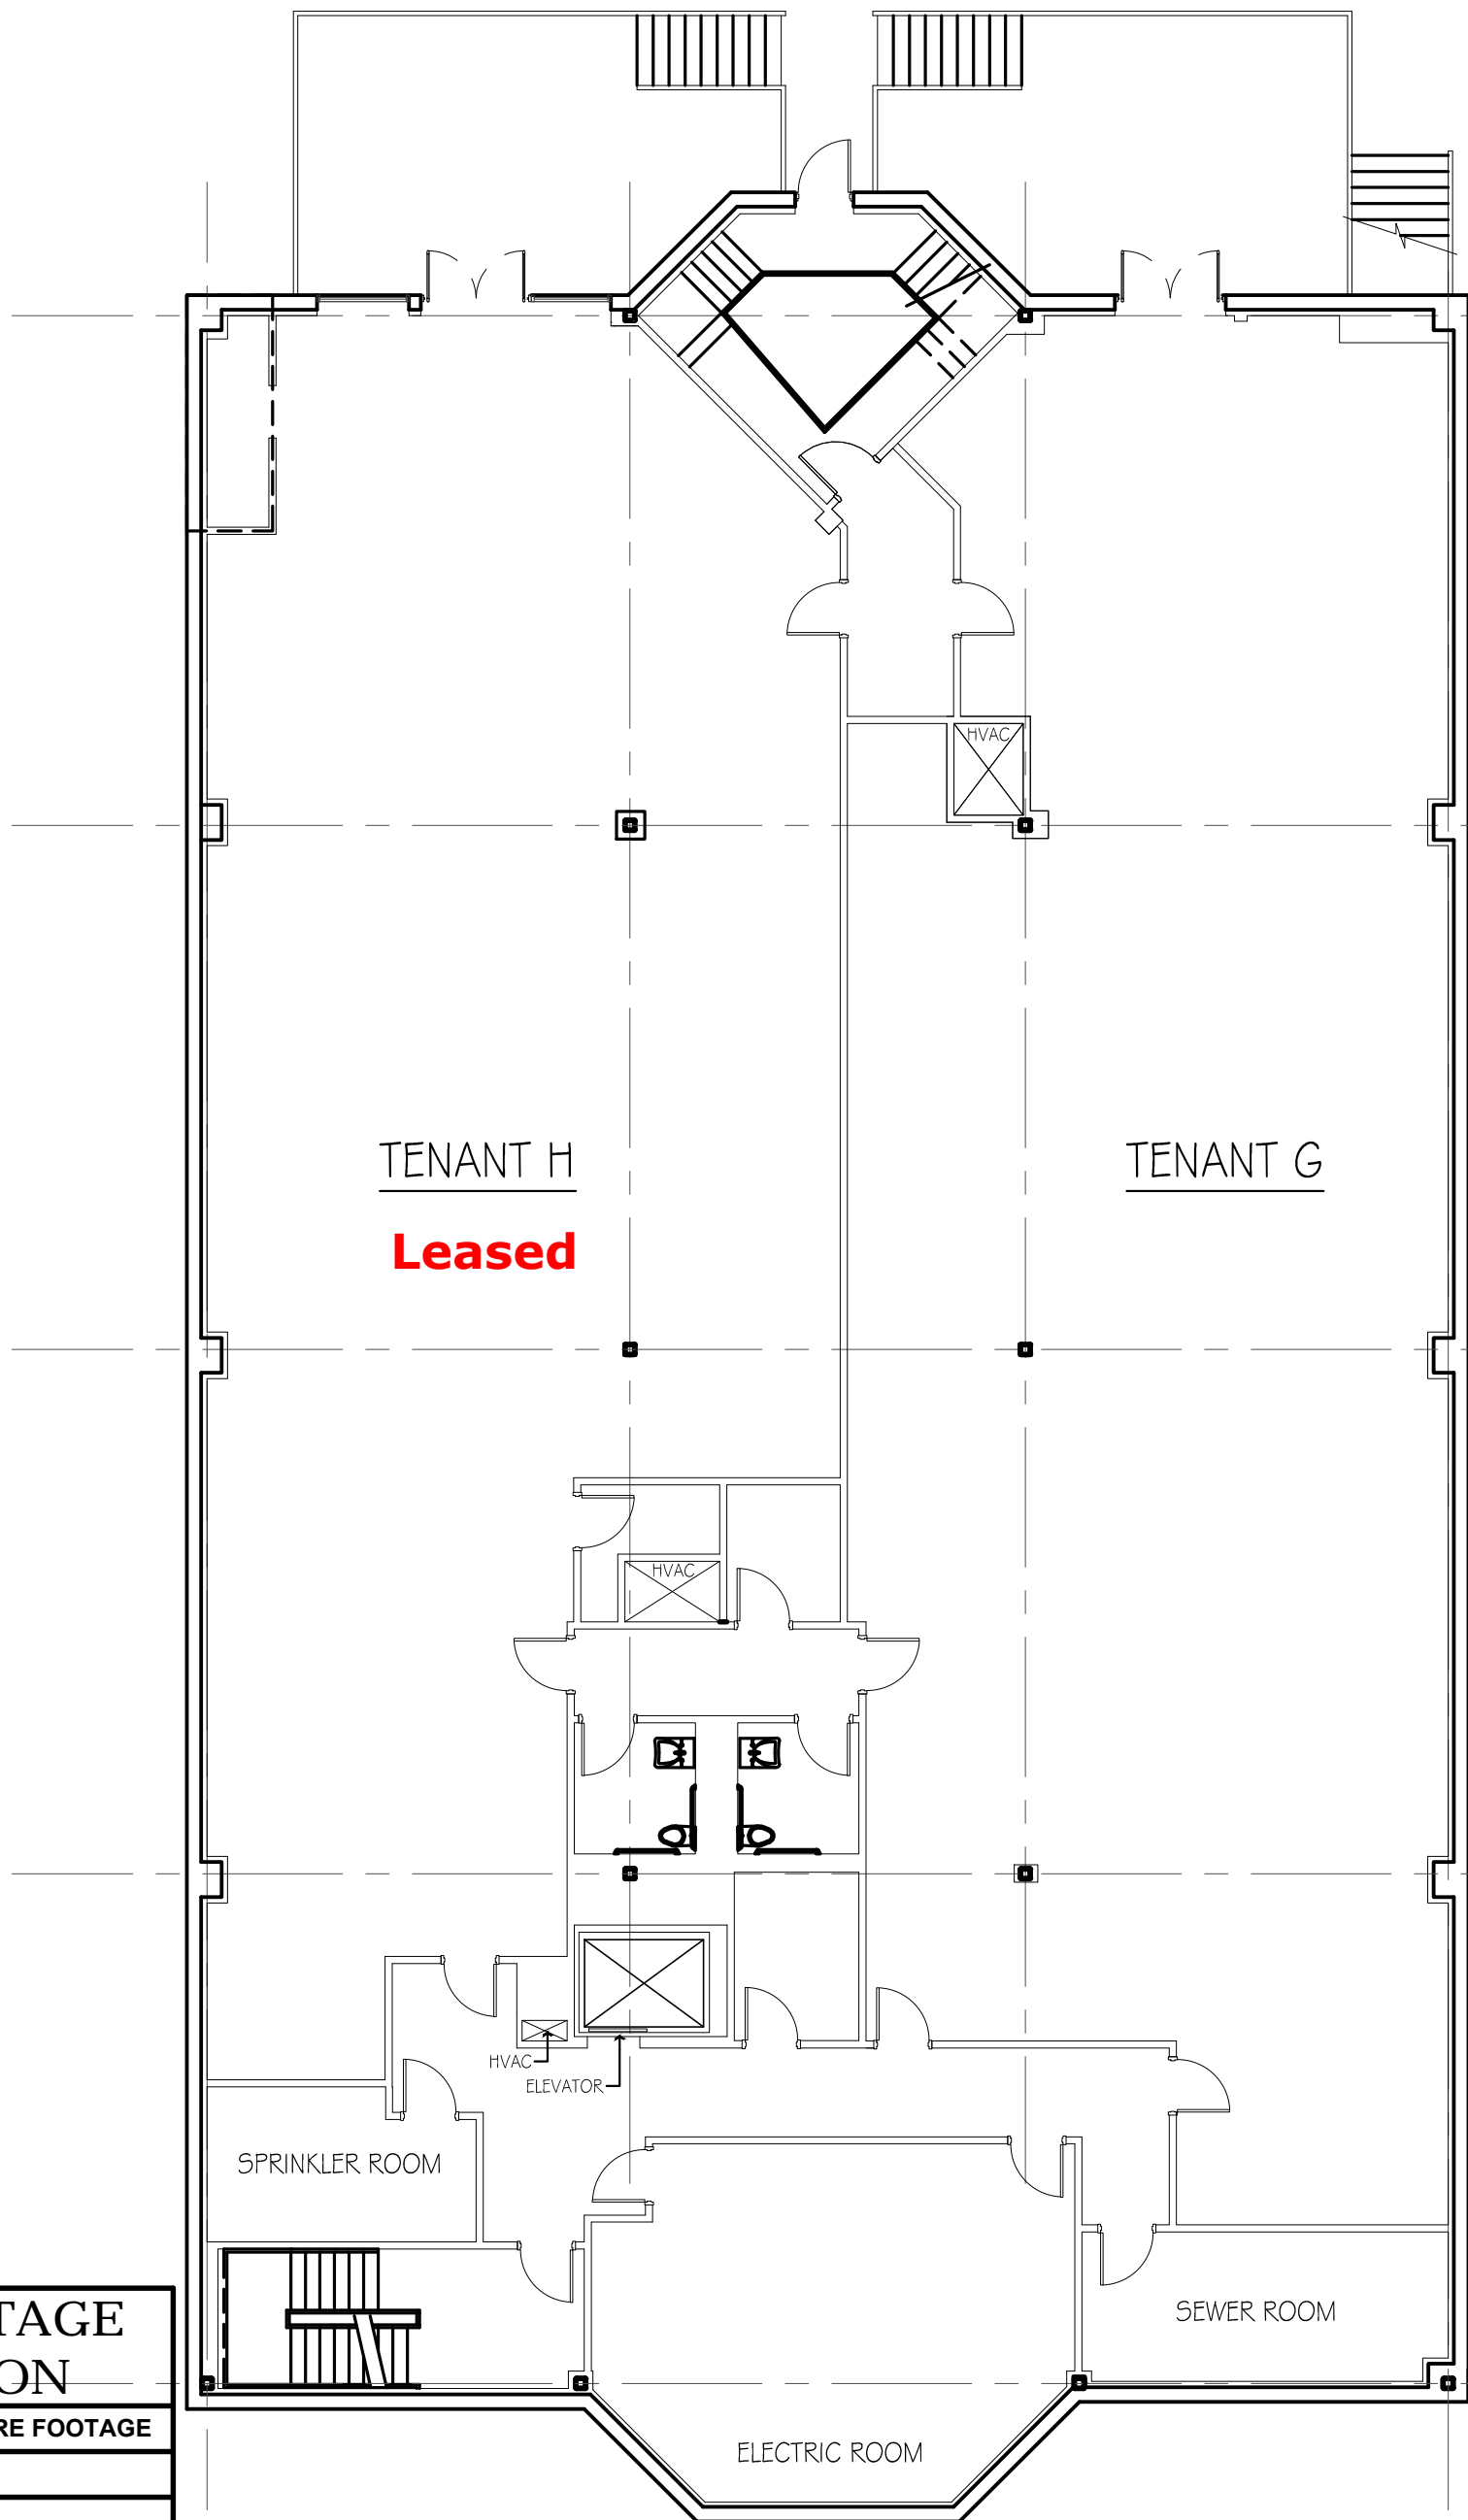 HVAC
TENANT H
TENANT G
Leased
HVAC
HVAC
ELEVATOR
SPRINKLER ROOM
SEWER ROOM
TAGE
ON
RE FOOTAGE
ELECTRIC ROOM